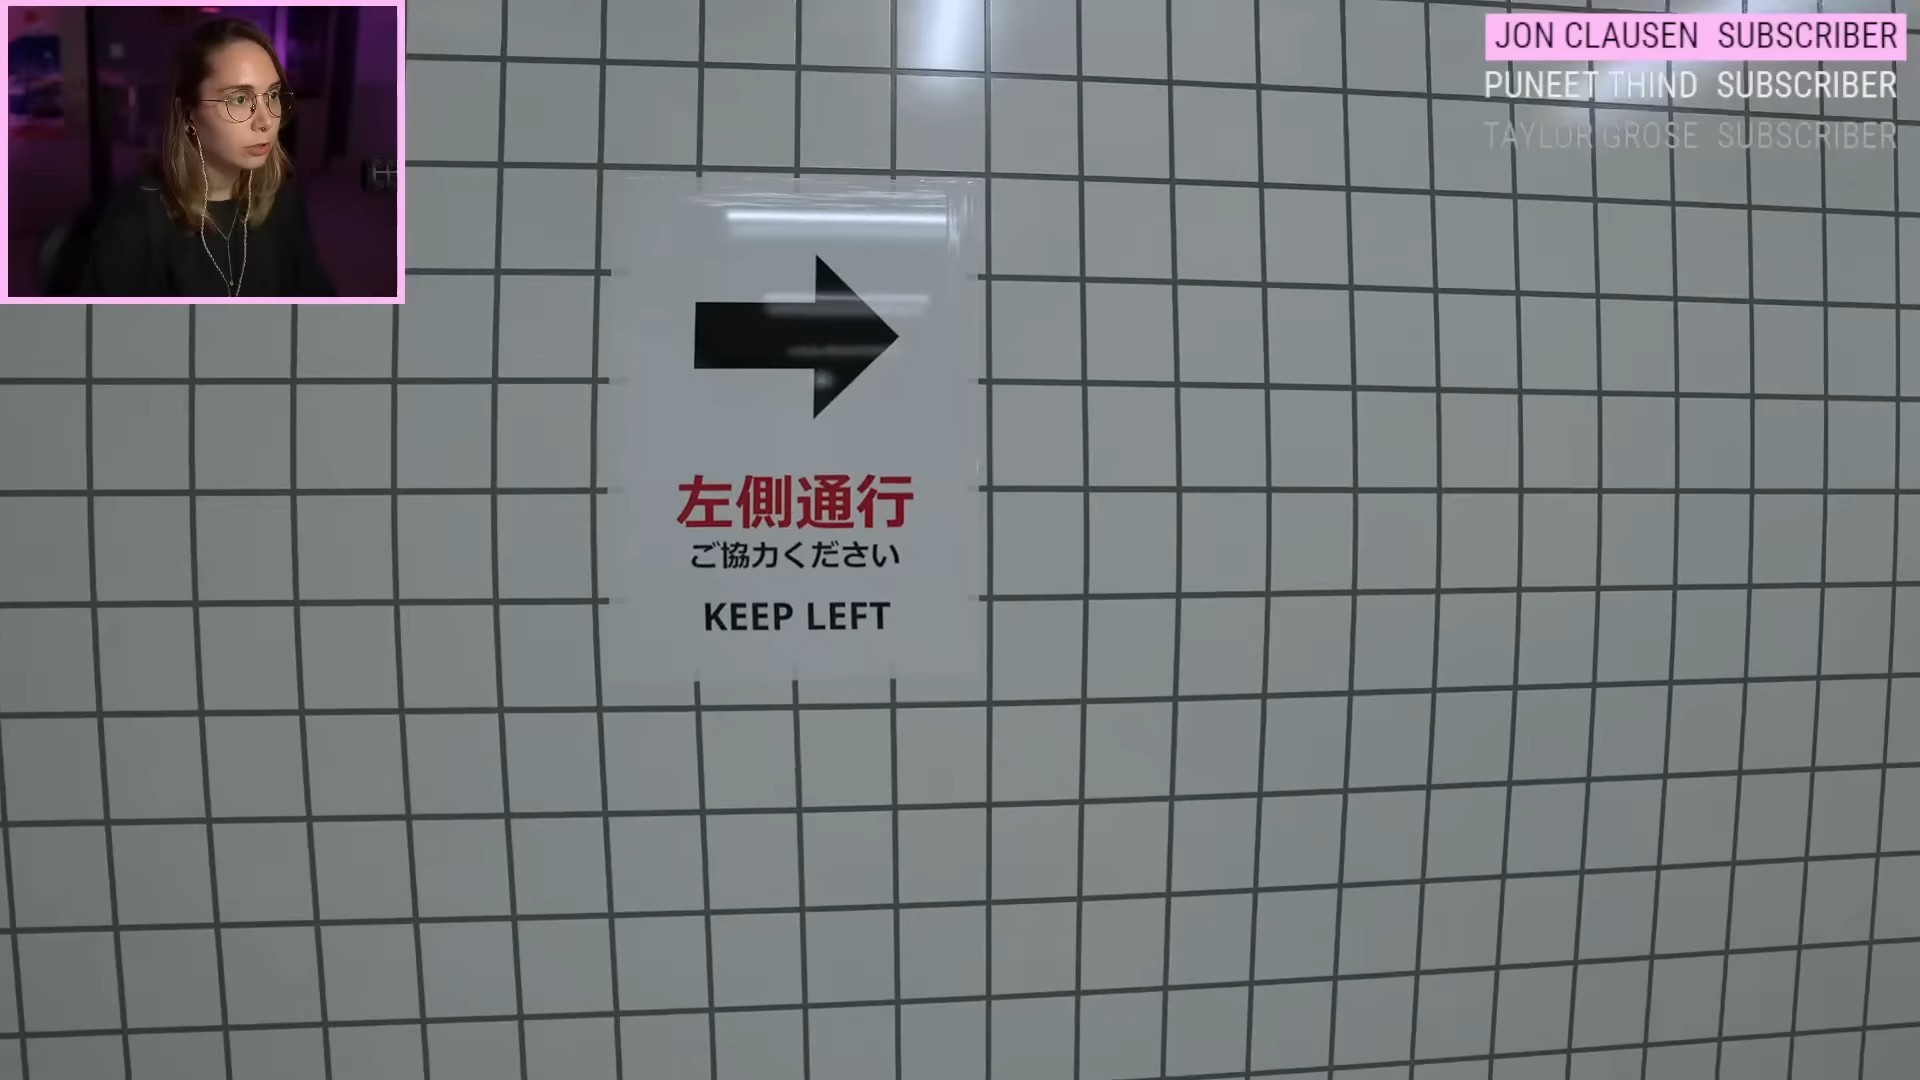 JON CLAUSEN SUBSCRIBER
PUNEET THIND SUBSCRIBER
TAYLOR GROSE SUBSCRIBER
左側通行
ご協力ください
KEEP LEFT